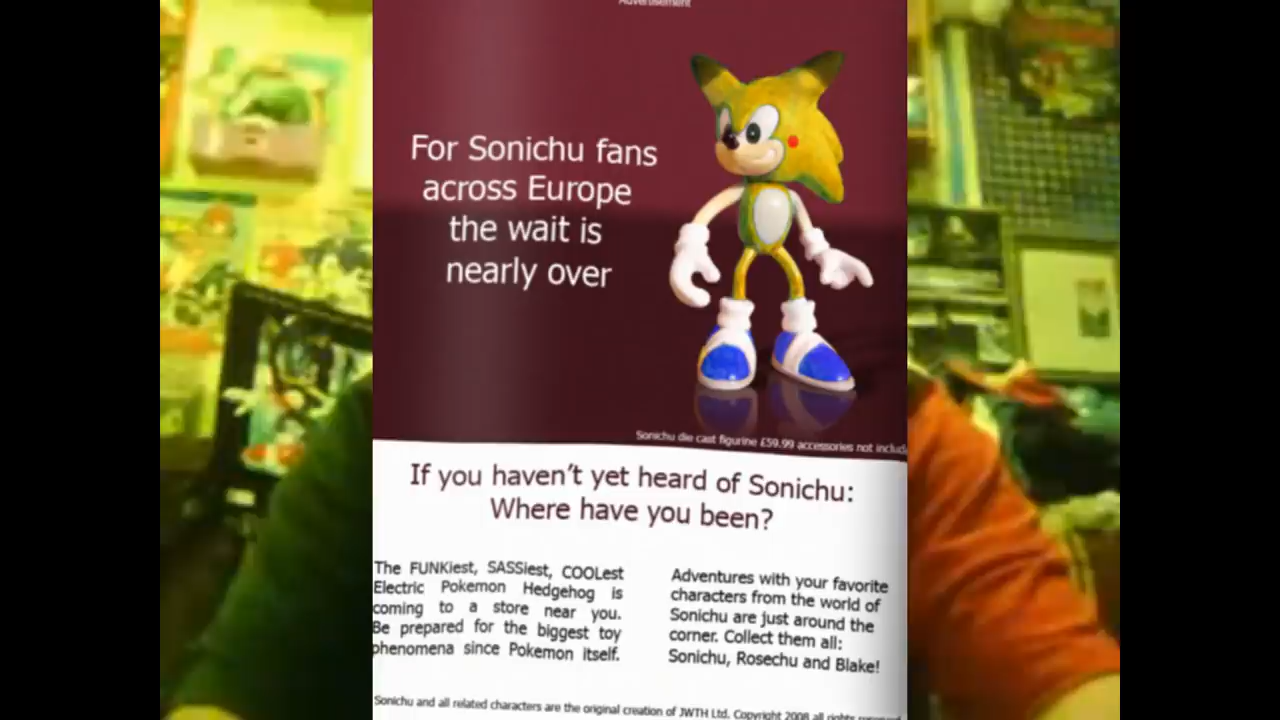 Advertisement
For Sonichu fans
across Europe
the wait is
nearly over
Sonichu die cast figurine £59.99 accessories not includ
If you haven't yet heard of Sonichu:
Where have you been?
The FUNKiest, SASSiest, COOLest
Electric Pokemon Hedgehog is
coming to a store near you.
Be prepared for the biggest toy
phenomena since Pokemon itself.
Adventures with your favorite
characters from the world of
Sonichu are just around the
corner. Collect them all:
Sonichu, Rosechu and Blake!
Sonichu and all related characters are the original creation of JWTH Ltd. Copyright 2008 all rights reserved